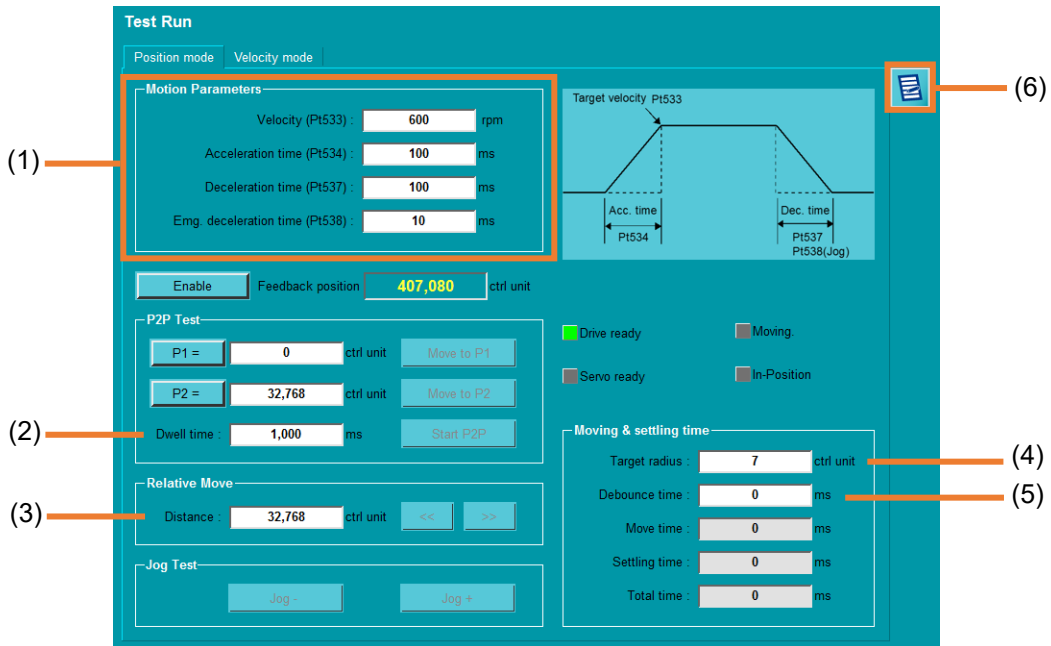 Test Run
Position mode Velocity mode
(6)
Motion Parameters
Velocity (Pt533) : 600 rpm
Acceleration time (Pt534) : 100 ms
Deceleration time (Pt537) : 100 ms
Emg. deceleration time (Pt538) : 10 ms
(1)
Target velocity Pt533
Acc. time
Pt534
Dec. time
Pt537
Pt538(Jog)
Enable Feedback position 407,080 ctrl unit
P2P Test
P1 = 0 ctrl unit Move to P1
P2 = 32,768 ctrl unit Move to P2
(2) Dwell time : 1,000 ms Start P2P
Drive ready Moving.
Servo ready In-Position
Relative Move
(3) Distance : 32,768 ctrl unit << >>
Jog Test
Jog - Jog +
Moving & settling time
Target radius : 7 ctrl unit (4)
Debounce time : 0 ms (5)
Move time : 0 ms
Settling time : 0 ms
Total time : 0 ms